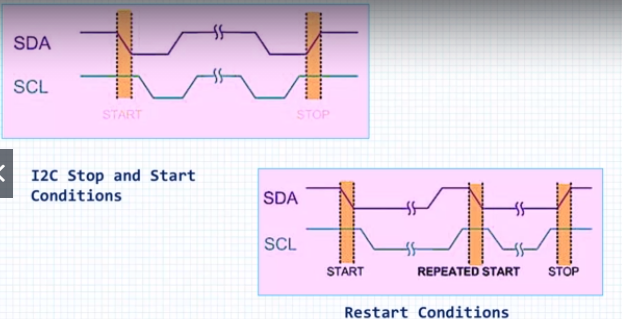 SDA
SCL
START STOP
I2C Stop and Start
Conditions
SDA
SCL
START REPEATED START STOP
Restart Conditions